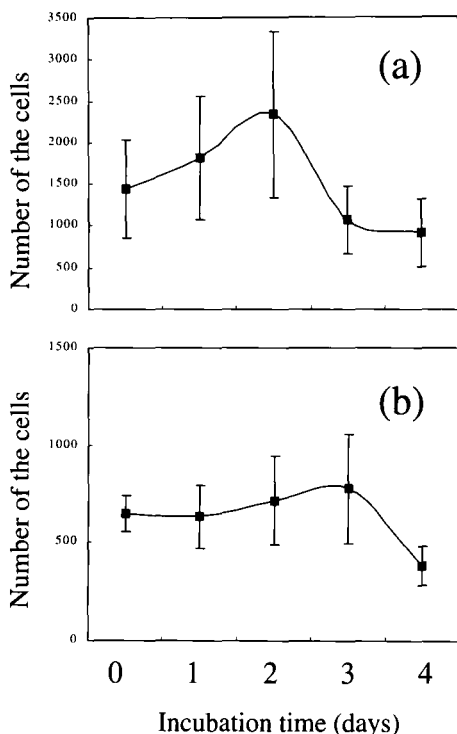 3500
(a)
3000
2500
2000
1500
1000
500
0
Number of the cells
1500
(b)
1000
500
0
Number of the cells
0 1 2 3 4
Incubation time (days)